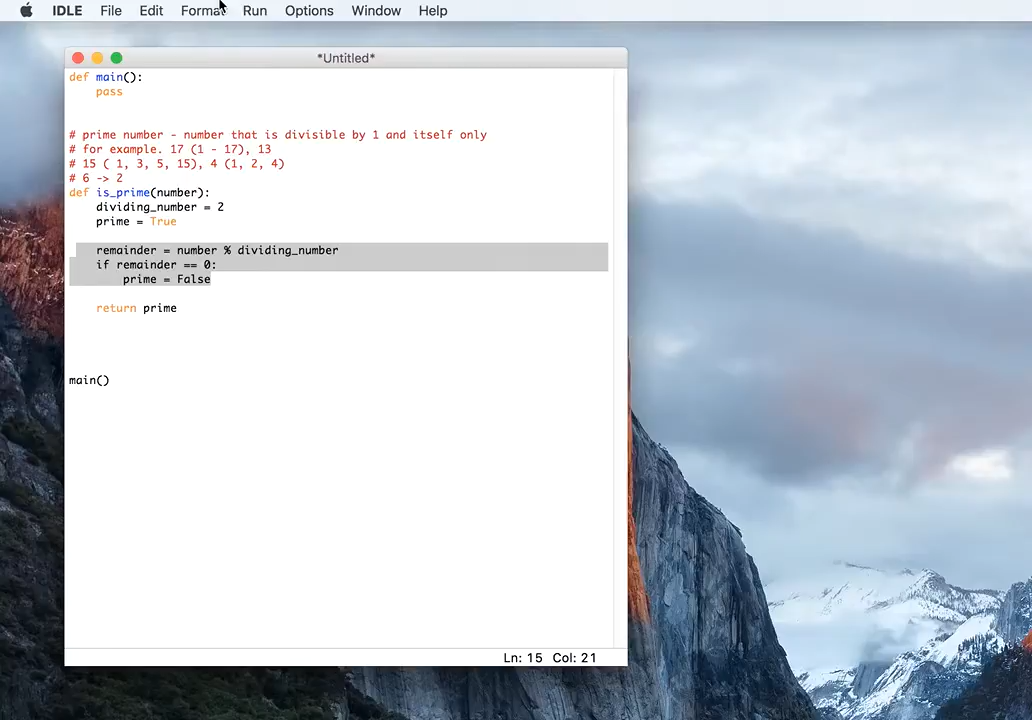 IDLE File Edit Format Run Options Window Help
*Untitled*
def main():
    pass
# prime number - number that is divisible by 1 and itself only
# for example. 17 (1 - 17), 13
# 15 ( 1, 3, 5, 15), 4 (1, 2, 4)
# 6 -> 2
def is_prime(number):
    dividing_number = 2
    prime = True
    remainder = number % dividing_number
    if remainder == 0:
        prime = False
    return prime
main()
Ln: 15 Col: 21